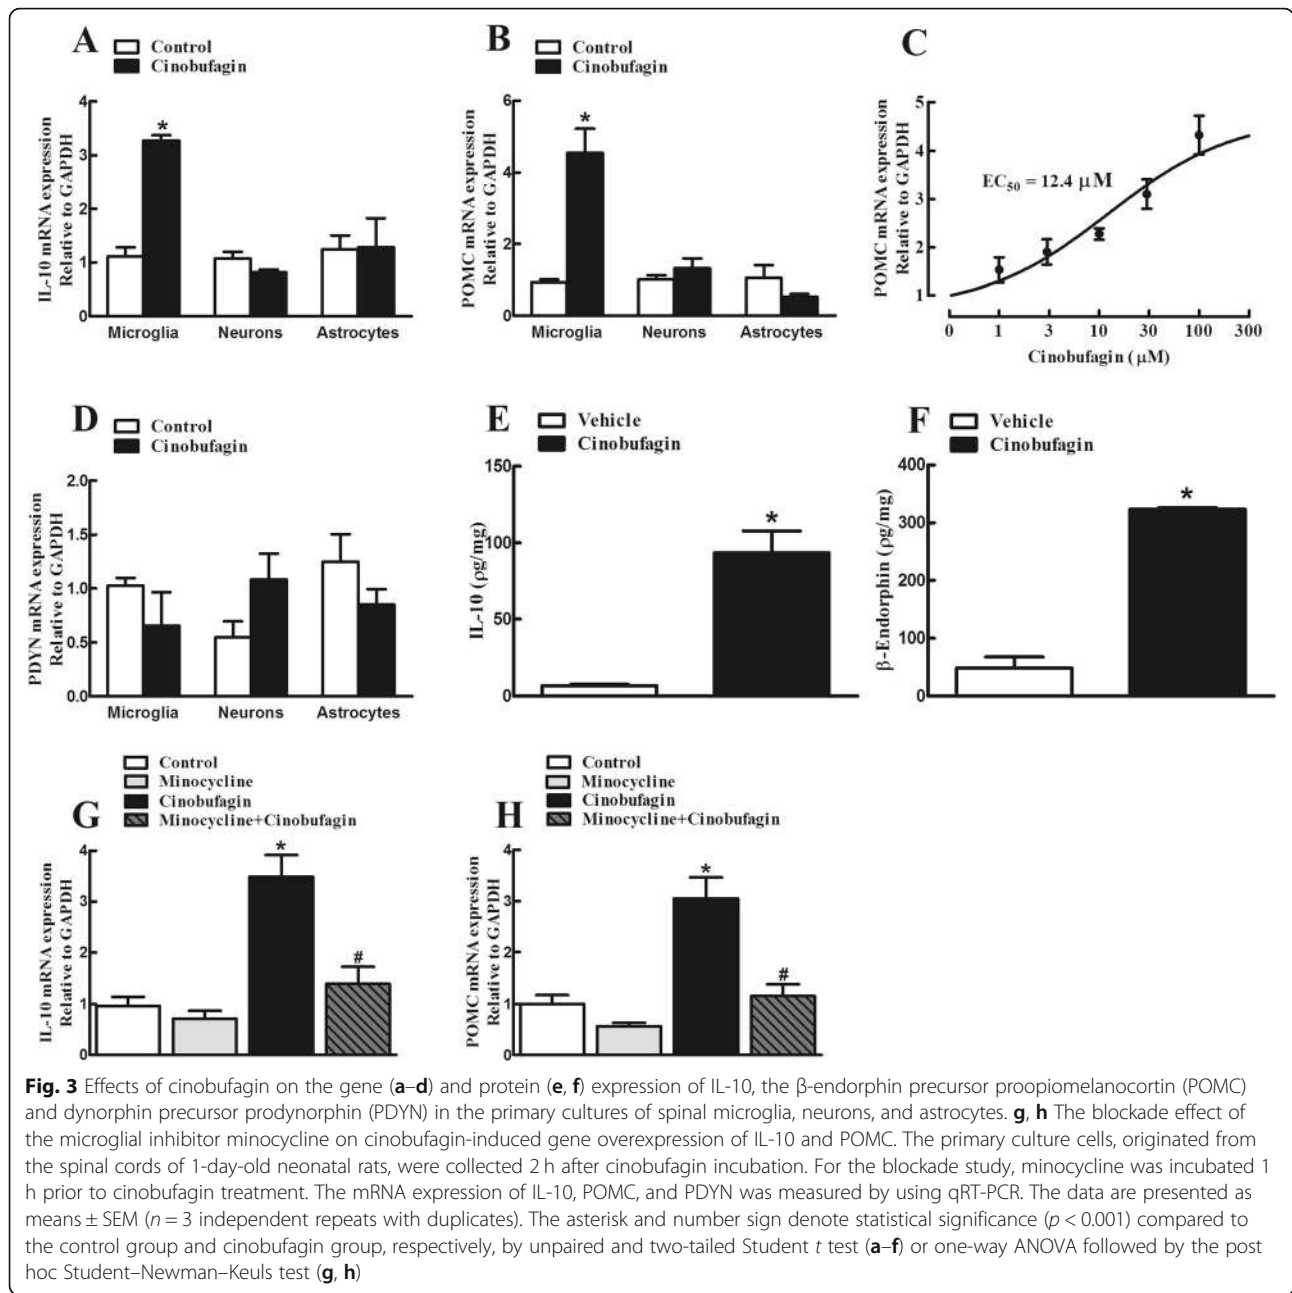 A
Control
Cinobufagin
IL-10 mRNA expression
Relative to GAPDH
4
3
2
1
0
*
Microglia Neurons Astrocytes
B
Control
Cinobufagin
POMC mRNA expression
Relative to GAPDH
6
4
2
0
*
Microglia Neurons Astrocytes
C
POMC mRNA expression
Relative to GAPDH
5
4
3
2
1
EC50 = 12.4 μM
0 1 3 10 30 100 300
Cinobufagin (μM)
D
Control
Cinobufagin
PDYN mRNA expression
Relative to GAPDH
2.0
1.5
1.0
0.5
0.0
Microglia Neurons Astrocytes
E
Vehicle
Cinobufagin
IL-10 (ρg/mg)
150
100
50
0
*
F
Vehicle
Cinobufagin
β-Endorphin (ρg/mg)
400
300
200
100
0
*
G
Control
Minocycline
Cinobufagin
Minocycline+Cinobufagin
IL-10 mRNA expression
Relative to GAPDH
4
3
2
1
0
*
#
H
Control
Minocycline
Cinobufagin
Minocycline+Cinobufagin
POMC mRNA expression
Relative to GAPDH
4
3
2
1
0
*
#
Fig. 3 Effects of cinobufagin on the gene (a–d) and protein (e, f) expression of IL-10, the β-endorphin precursor proopiomelanocortin (POMC)
and dynorphin precursor prodynorphin (PDYN) in the primary cultures of spinal microglia, neurons, and astrocytes. g, h The blockade effect of
the microglial inhibitor minocycline on cinobufagin-induced gene overexpression of IL-10 and POMC. The primary culture cells, originated from
the spinal cords of 1-day-old neonatal rats, were collected 2 h after cinobufagin incubation. For the blockade study, minocycline was incubated 1
h prior to cinobufagin treatment. The mRNA expression of IL-10, POMC, and PDYN was measured by using qRT-PCR. The data are presented as
means ± SEM (n = 3 independent repeats with duplicates). The asterisk and number sign denote statistical significance (p < 0.001) compared to
the control group and cinobufagin group, respectively, by unpaired and two-tailed Student t test (a–f) or one-way ANOVA followed by the post
hoc Student–Newman–Keuls test (g, h)